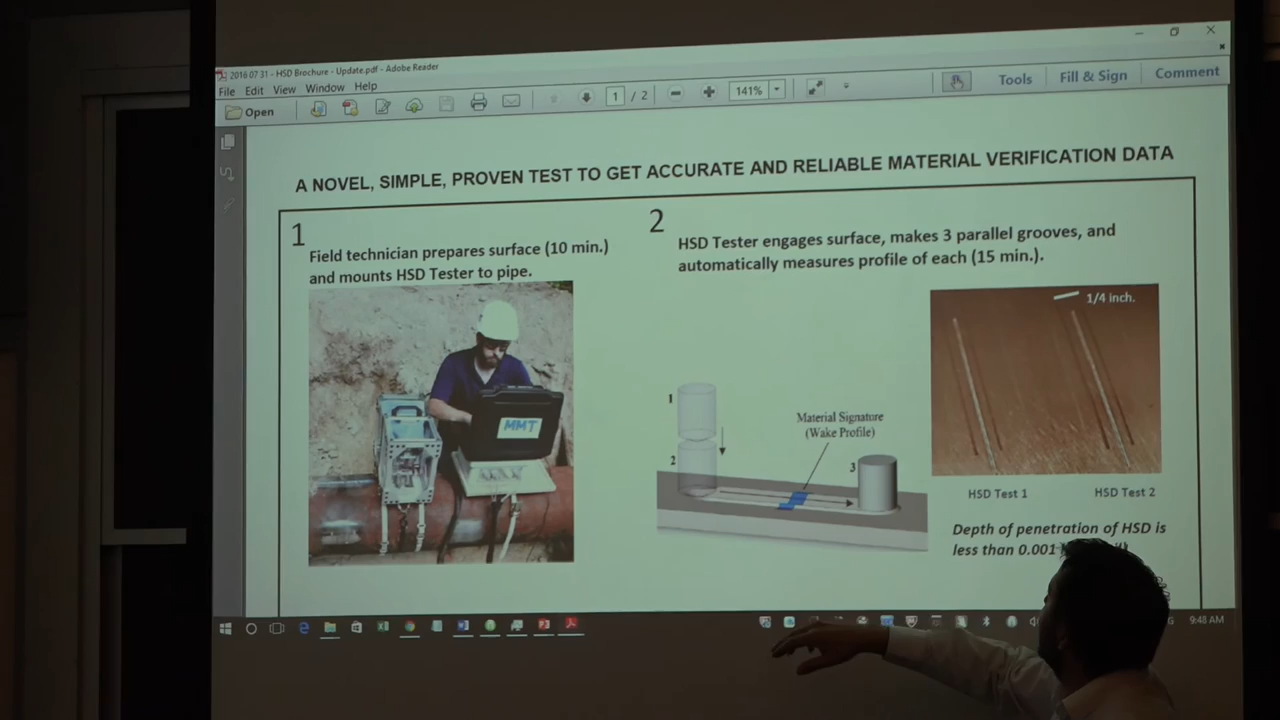 2016 07 31 - HSD Brochure - Update.pdf - Adobe Reader
File Edit View Window Help
Open 1 / 2 141% Tools Fill & Sign Comment
A NOVEL, SIMPLE, PROVEN TEST TO GET ACCURATE AND RELIABLE MATERIAL VERIFICATION DATA
1
Field technician prepares surface (10 min.)
and mounts HSD Tester to pipe.
MMT
2
HSD Tester engages surface, makes 3 parallel grooves, and
automatically measures profile of each (15 min.).
1
2
3
Material Signature
(Wake Profile)
1/4 inch.
HSD Test 1
HSD Test 2
Depth of penetration of HSD is
less than 0.001
9:48 AM